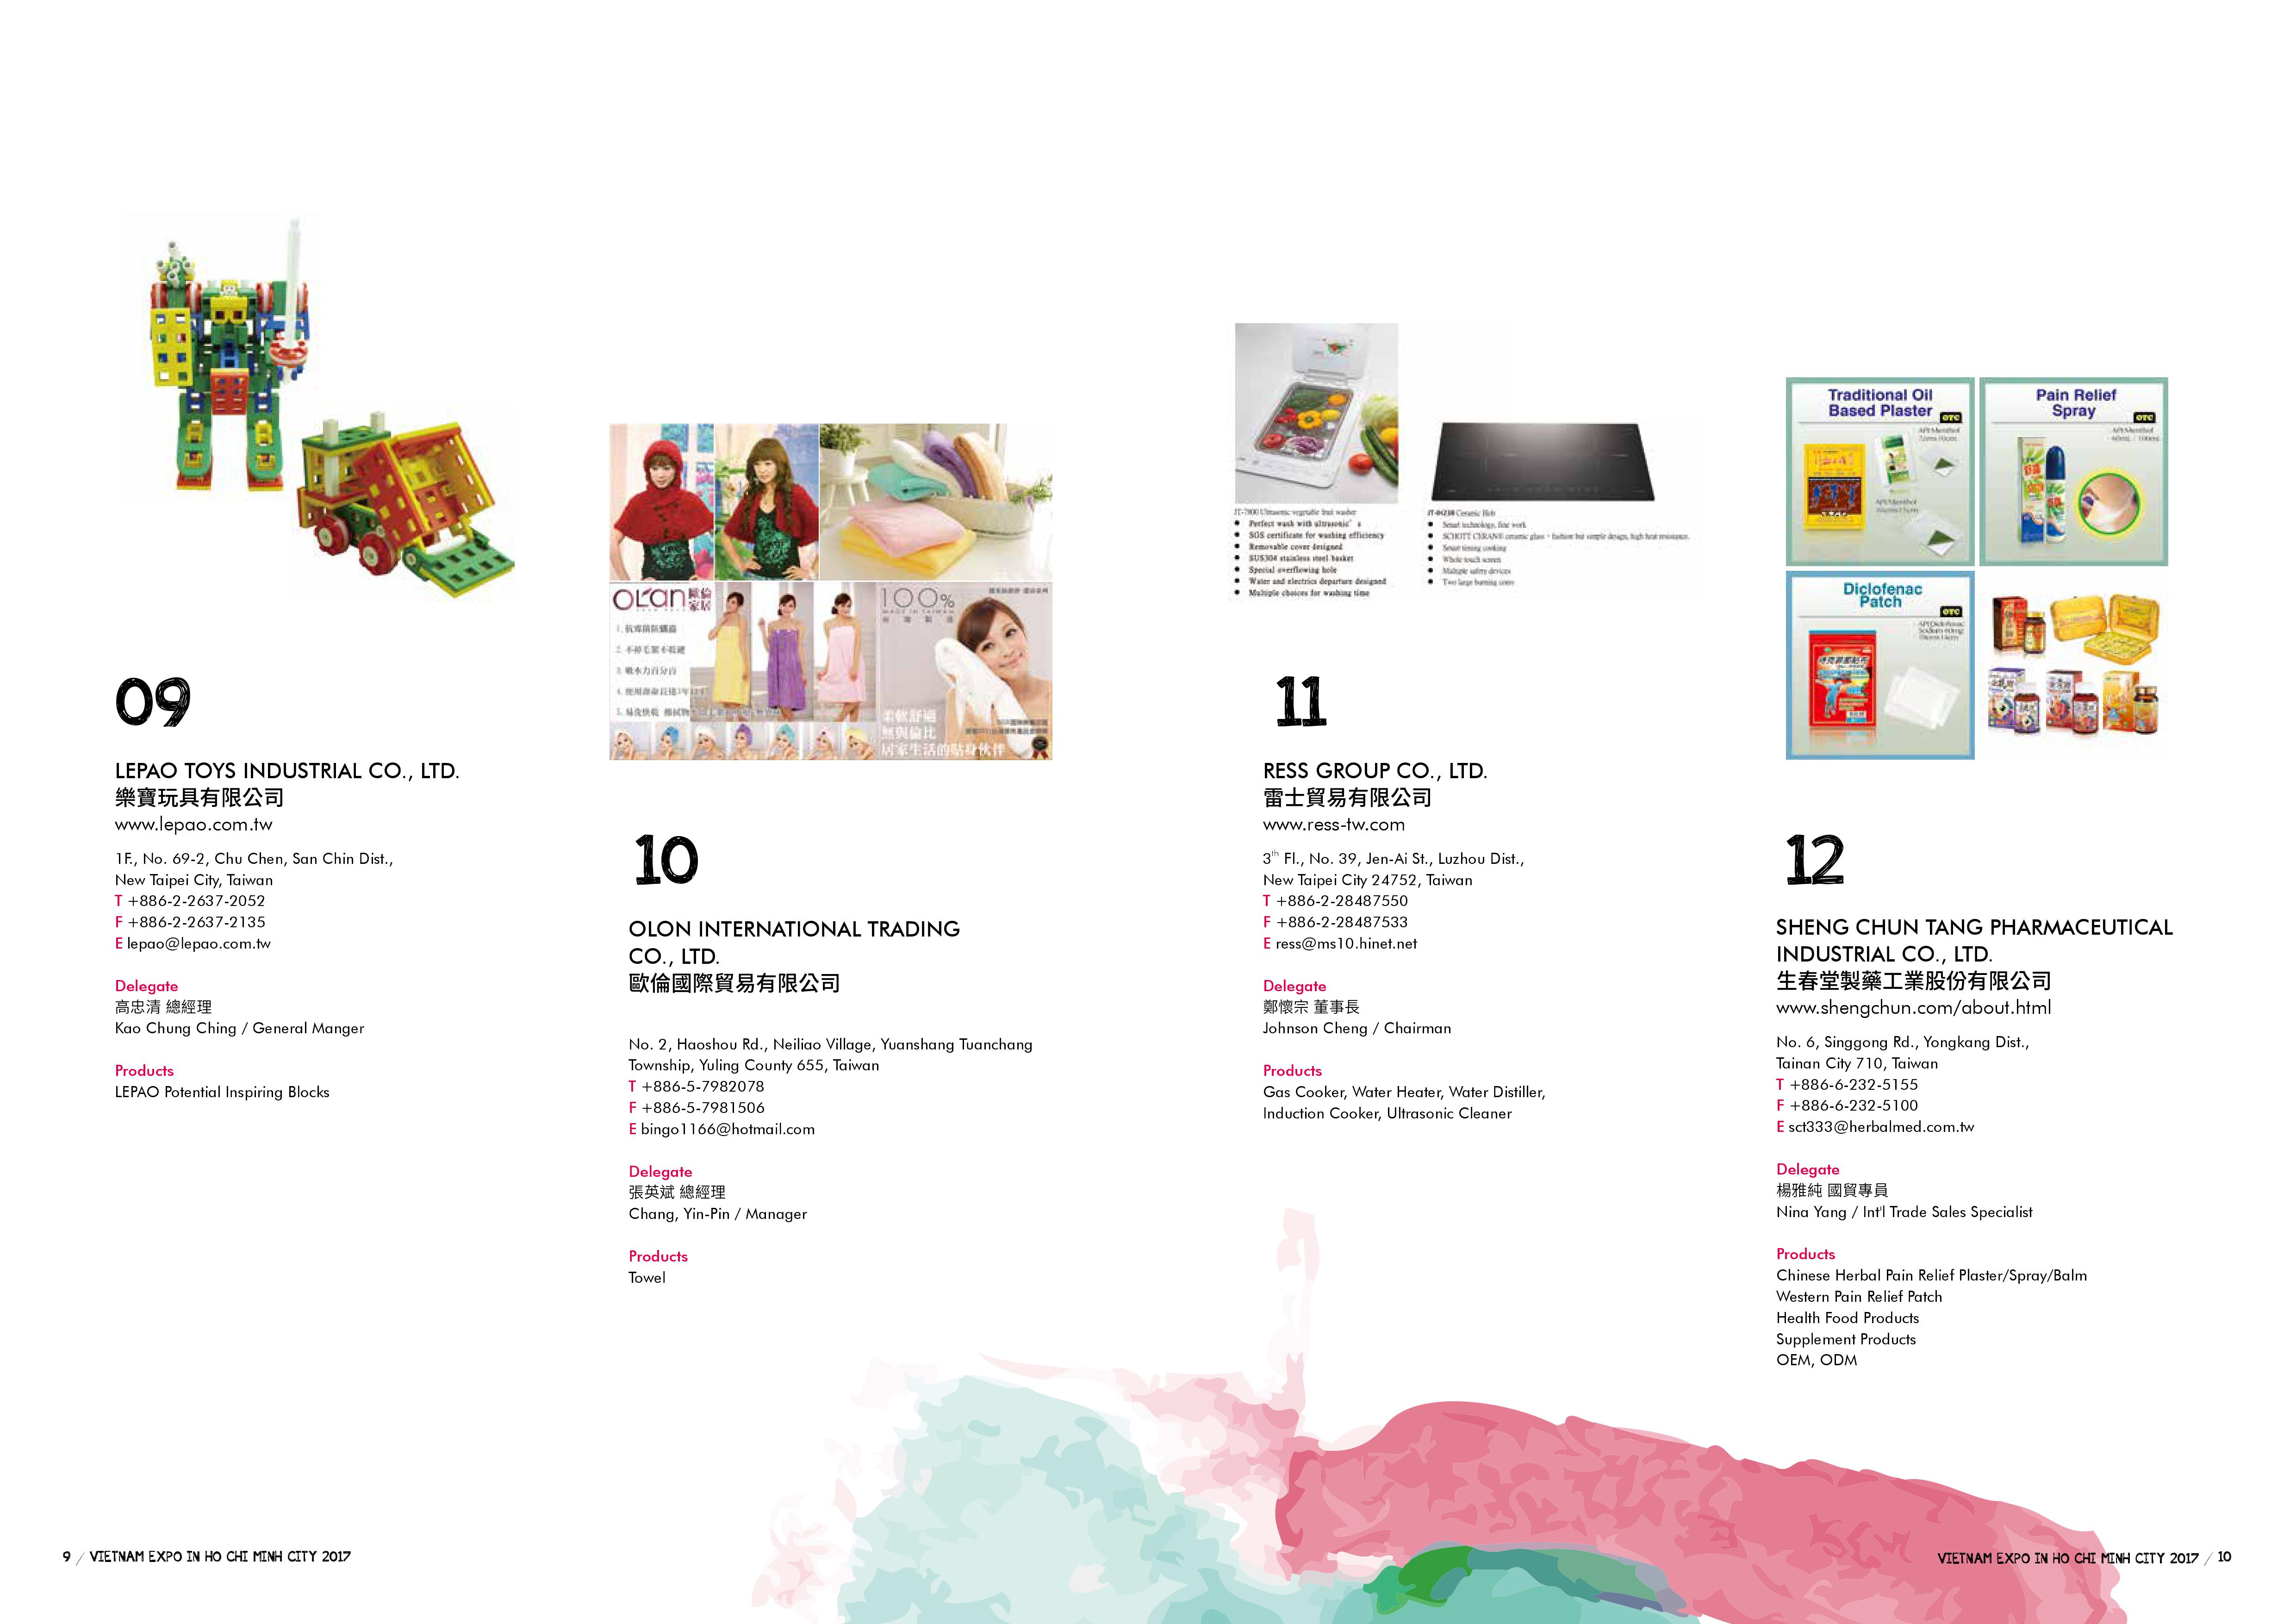 09
LEPAO TOYS INDUSTRIAL CO., LTD.
樂寶玩具有限公司
www.lepao.com.tw
1F., No. 69-2, Chu Chen, San Chin Dist.,
New Taipei City, Taiwan
T +886-2-2637-2052
F +886-2-2637-2135
E lepao@lepao.com.tw
Delegate
高忠清 總經理
Kao Chung Ching / General Manger
Products
LEPAO Potential Inspiring Blocks
OLan 歐倫家居
1. 抗霉菌防蟎蟲
2. 不掉毛絮不殺硬
3. 吸水力百分百
100%
MADE IN TAIWAN
台灣製造
柔軟舒適
無與倫比
居家生活的貼身伙伴
10
OLON INTERNATIONAL TRADING
CO., LTD.
歐倫國際貿易有限公司
No. 2, Haoshou Rd., Neiliao Village, Yuanshang Tuanchang
Township, Yuling County 655, Taiwan
T +886-5-7982078
F +886-5-7981506
E bingo1166@hotmail.com
Delegate
張英斌 總經理
Chang, Yin-Pin / Manager
Products
Towel
JT-7800 Ultrasonic vegetable fruit washer
● Perfect wash with ultrasonic's
● SGS certificate for washing efficiency
● Removable cover designed
● SUS304 stainless steel basket
● Special overflowing hole
● Water and electrics departure designed
● Multiple choices for washing time
JT-IH238 Ceramic Hob
● Smart technology, fine work
● SCHOTT CERAN® ceramic glass - fashion but simple design, high heat resistance.
● Smart timing cooking
● Whole touch screen
● Multiple safety devices
● Two large burning cores
11
RESS GROUP CO., LTD.
雷士貿易有限公司
www.ress-tw.com
3th Fl., No. 39, Jen-Ai St., Luzhou Dist.,
New Taipei City 24752, Taiwan
T +886-2-28487550
F +886-2-28487533
E ress@ms10.hinet.net
Delegate
鄭懷宗 董事長
Johnson Cheng / Chairman
Products
Gas Cooker, Water Heater, Water Distiller,
Induction Cooker, Ultrasonic Cleaner
Traditional Oil
Based Plaster OTC
API:Menthol
Pain Relief
Spray
OTC
API:Menthol
Diclofenac
Patch
OTC
12
SHENG CHUN TANG PHARMACEUTICAL
INDUSTRIAL CO., LTD.
生春堂製藥工業股份有限公司
www.shengchun.com/about.html
No. 6, Singgong Rd., Yongkang Dist.,
Tainan City 710, Taiwan
T +886-6-232-5155
F +886-6-232-5100
E sct333@herbalmed.com.tw
Delegate
楊雅純 國貿專員
Nina Yang / Int'l Trade Sales Specialist
Products
Chinese Herbal Pain Relief Plaster/Spray/Balm
Western Pain Relief Patch
Health Food Products
Supplement Products
OEM, ODM
9 / VIETNAM EXPO IN HO CHI MINH CITY 2017
VIETNAM EXPO IN HO CHI MINH CITY 2017 / 10